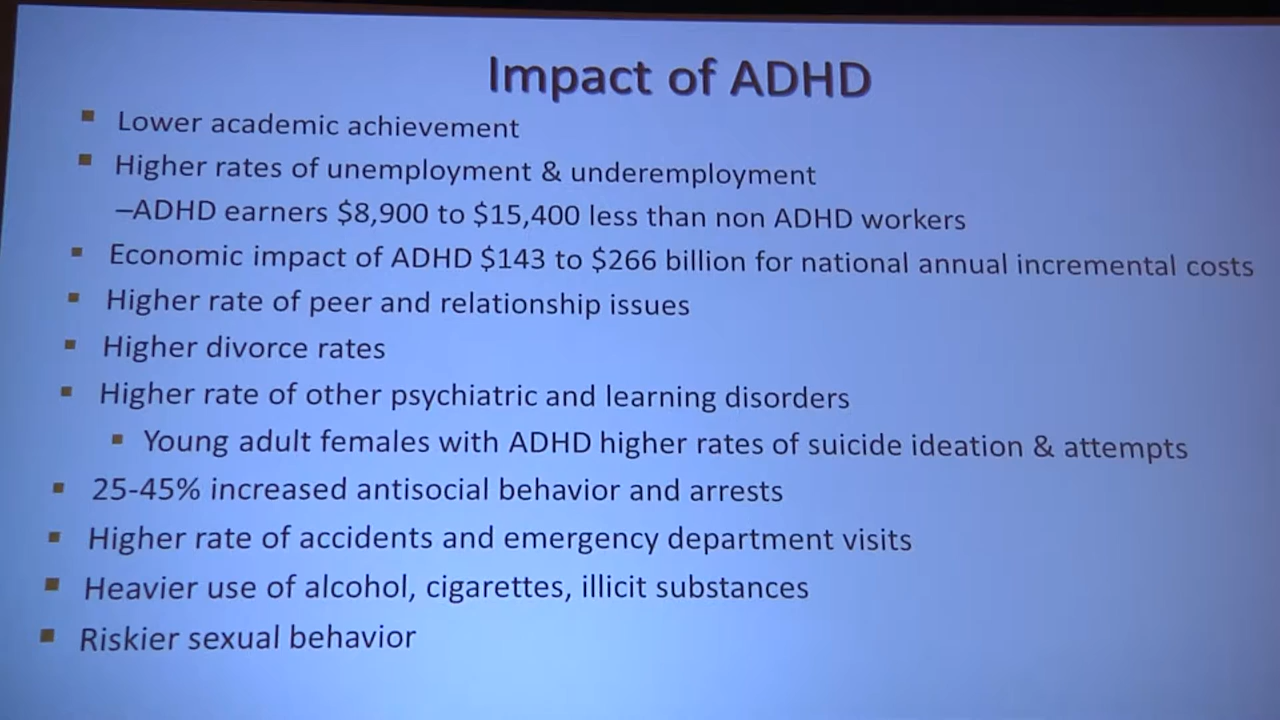 Impact of ADHD
▪ Lower academic achievement
▪ Higher rates of unemployment & underemployment
–ADHD earners $8,900 to $15,400 less than non ADHD workers
▪ Economic impact of ADHD $143 to $266 billion for national annual incremental costs
▪ Higher rate of peer and relationship issues
▪ Higher divorce rates
▪ Higher rate of other psychiatric and learning disorders
▪ Young adult females with ADHD higher rates of suicide ideation & attempts
▪ 25-45% increased antisocial behavior and arrests
▪ Higher rate of accidents and emergency department visits
▪ Heavier use of alcohol, cigarettes, illicit substances
▪ Riskier sexual behavior